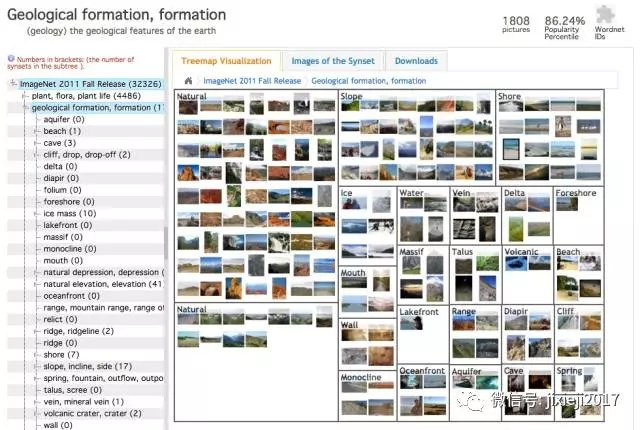 Geological formation, formation
(geology) the geological features of the earth
1808
pictures
86.24%
Popularity
Percentile
Wordnet
IDs
Numbers in brackets: (the number of
synsets in the subtree ).
ImageNet 2011 Fall Release (32326)
plant, flora, plant life (4486)
geological formation, formation (1
aquifer (0)
beach (1)
cave (3)
cliff, drop, drop-off (2)
delta (0)
diapir (0)
folium (0)
foreshore (0)
ice mass (10)
lakefront (0)
massif (0)
monocline (0)
mouth (0)
natural depression, depression (
natural elevation, elevation (41)
oceanfront (0)
range, mountain range, range of
relict (0)
ridge, ridgeline (2)
ridge (0)
shore (7)
slope, incline, side (17)
spring, fountain, outflow, outpo
talus, scree (0)
vein, mineral vein (1)
volcanic crater, crater (2)
wall (0)
Treemap Visualization
Images of the Synset
Downloads
ImageNet 2011 Fall Release
Geological formation, formation
Natural
Slope
Shore
Ice
Water
Vein
Delta
Foreshore
Massif
Talus
Volcanic
Beach
Mouth
Lakefront
Range
Diapir
Cliff
Natural
Wall
Monocline
Oceanfront
Aquifer
Cave
Spring
微信号: jixieji2017